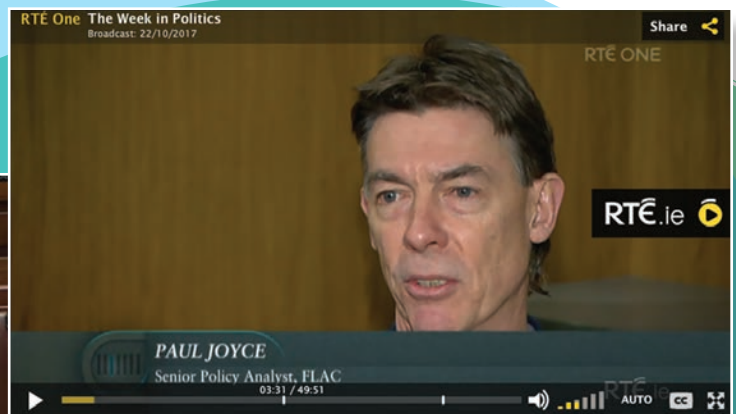 RTÉ One The Week in Politics
Broadcast: 22/10/2017
Share
RTÉ ONE
RTÉ.ie
PAUL JOYCE
Senior Policy Analyst, FLAC
03:31 / 49:51
RTÉ.ie
AUTO
CC